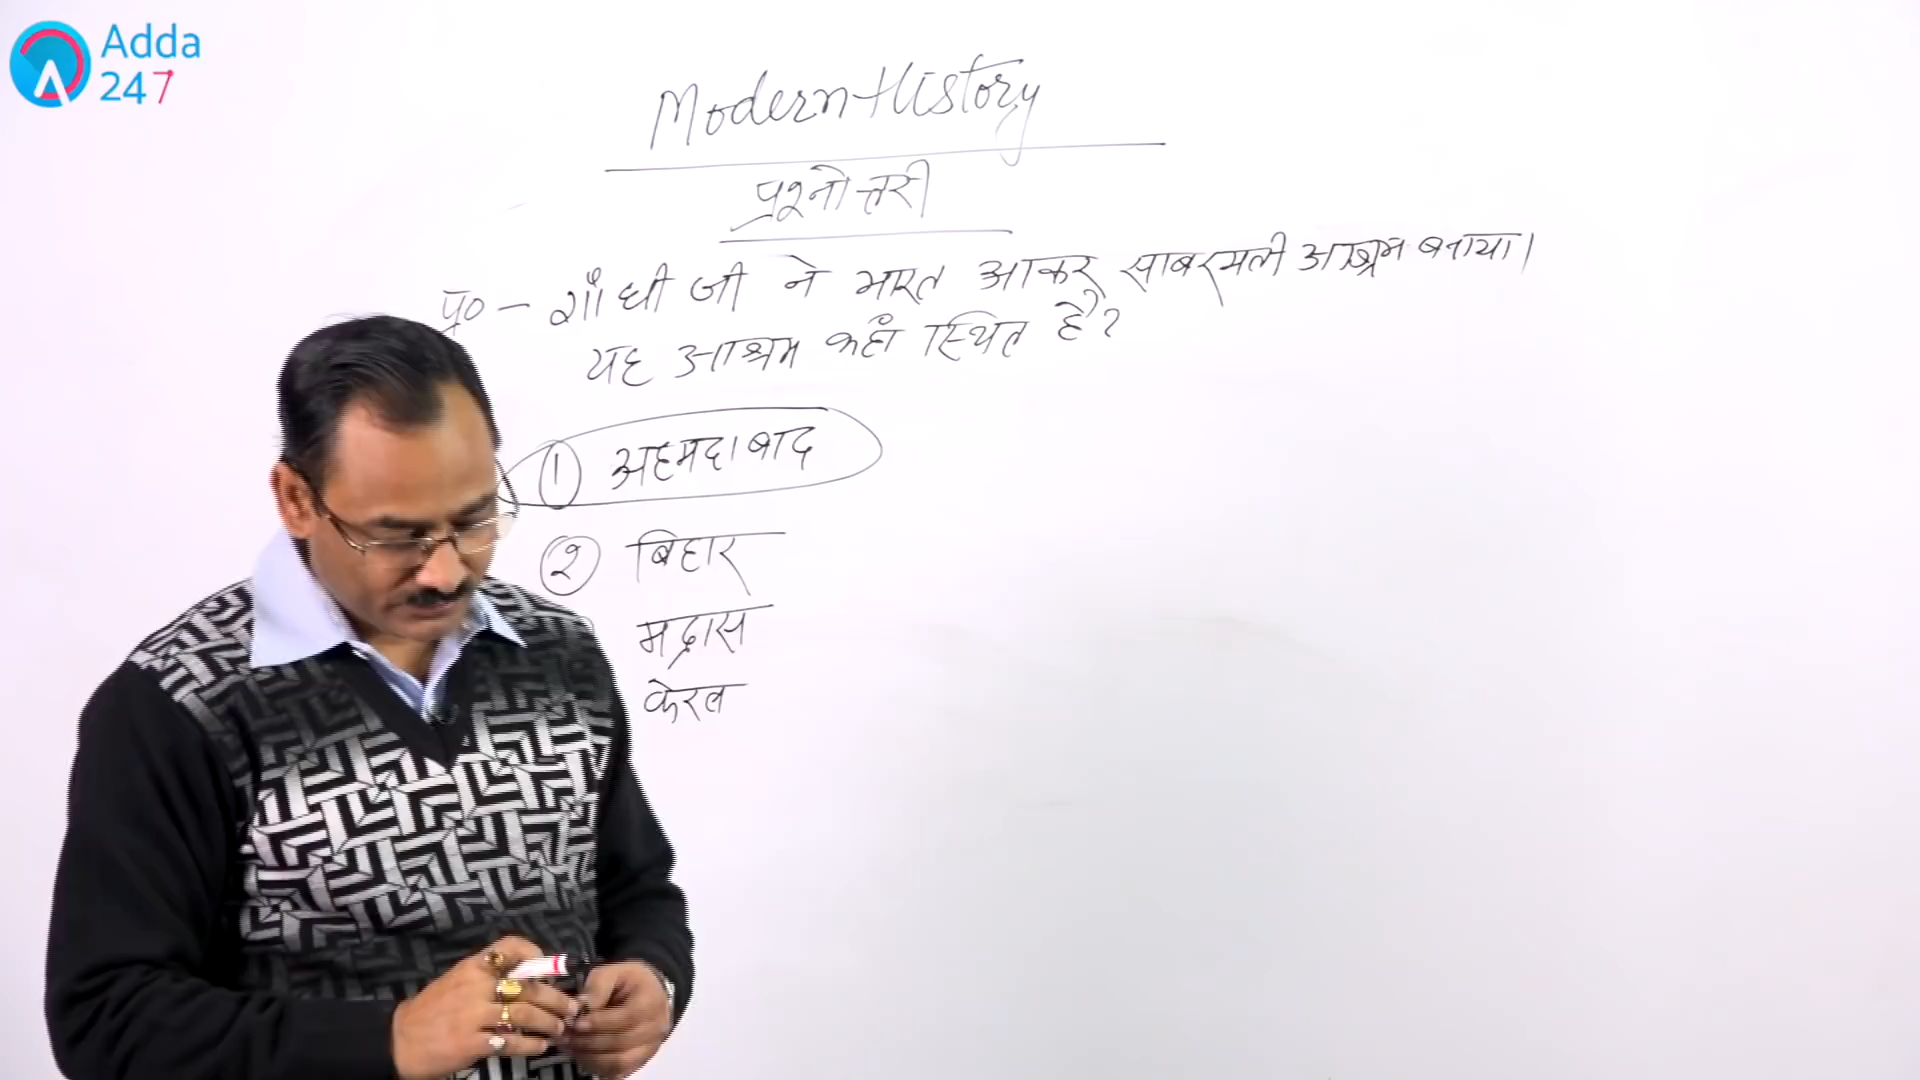 Adda
247
Modern History
प्रश्नोत्तरी
प्र० - गाँधी जी ने भारत आकर साबरमती आश्रम बनाया।
यह आश्रम कहाँ स्थित है?
① अहमदाबाद
② बिहार
मद्रास
केरल